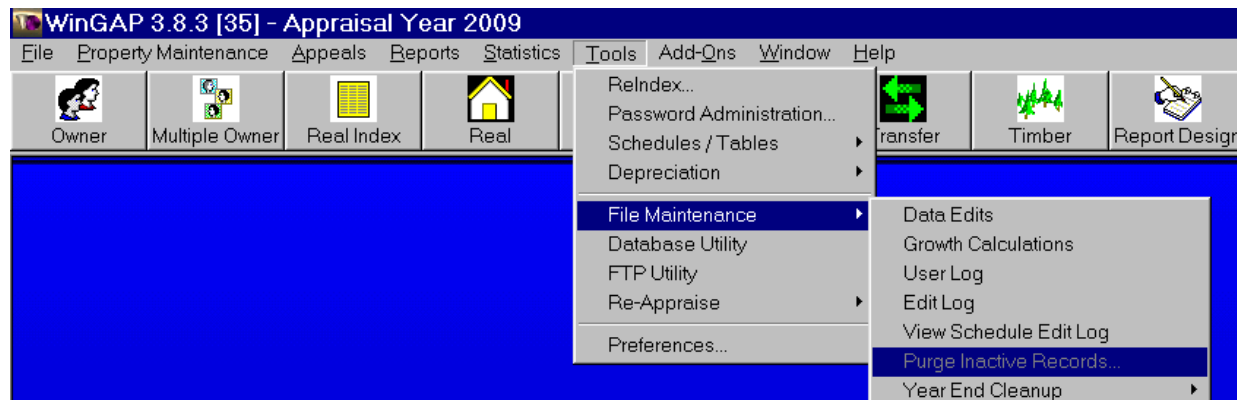 WinGAP 3.8.3 [35] - Appraisal Year 2009
File Property Maintenance Appeals Reports Statistics Tools Add-Ons Window Help
Owner Multiple Owner Real Index Real Transfer Timber Report Design
ReIndex...
Password Administration...
Schedules / Tables
Depreciation
File Maintenance
Database Utility
FTP Utility
Re-Appraise
Preferences...
Data Edits
Growth Calculations
User Log
Edit Log
View Schedule Edit Log
Purge Inactive Records...
Year End Cleanup